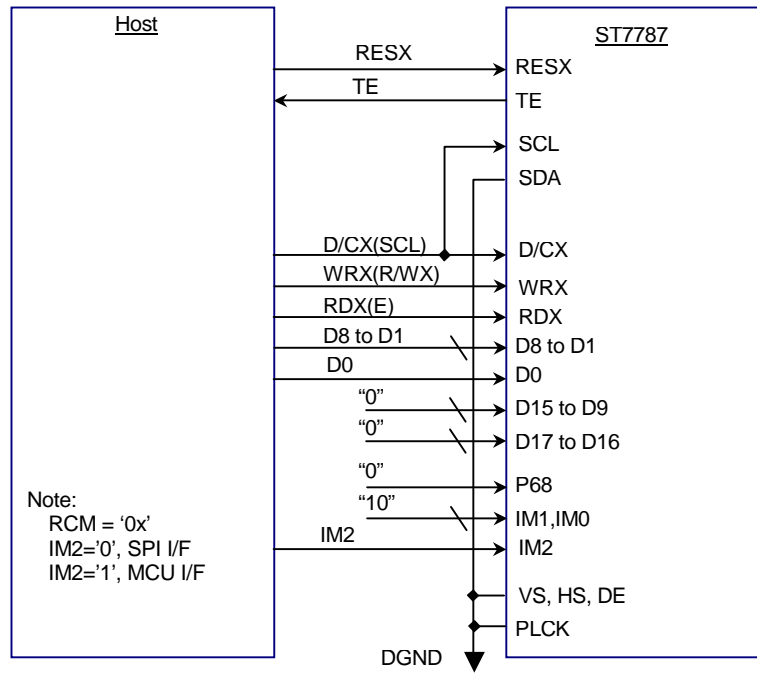 Host
ST7787
RESX
RESX
TE
TE
SCL
SDA
D/CX(SCL)
D/CX
WRX(R/WX)
WRX
RDX(E)
RDX
D8 to D1
D8 to D1
D0
D0
“0”
D15 to D9
“0”
D17 to D16
“0”
P68
“10”
IM1,IM0
IM2
IM2
Note:
RCM = ‘0x’
IM2=’0’, SPI I/F
IM2=’1’, MCU I/F
VS, HS, DE
PLCK
DGND